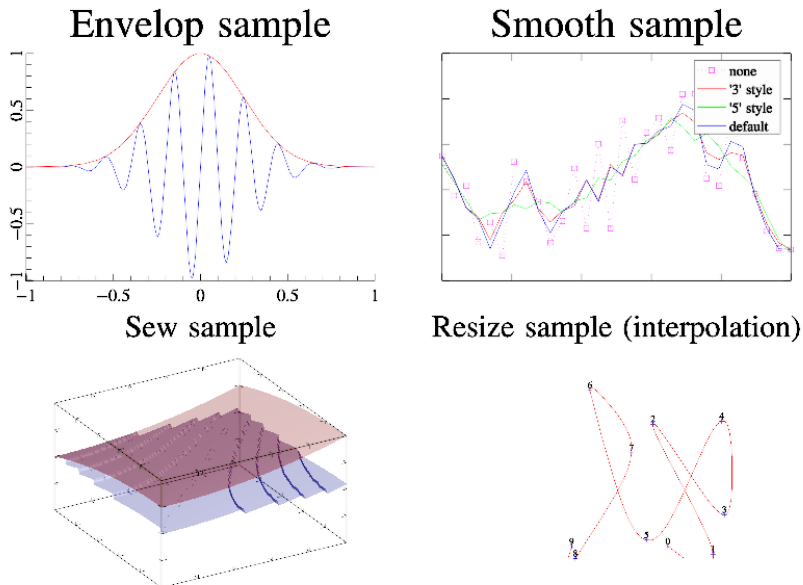 Envelop sample
1
0.5
0
−0.5
−1
−1
−0.5
0
0.5
1
Smooth sample
none
'3' style
'5' style
default
Sew sample
Resize sample (interpolation)
6
2
4
7
3
5
0
9
8
1